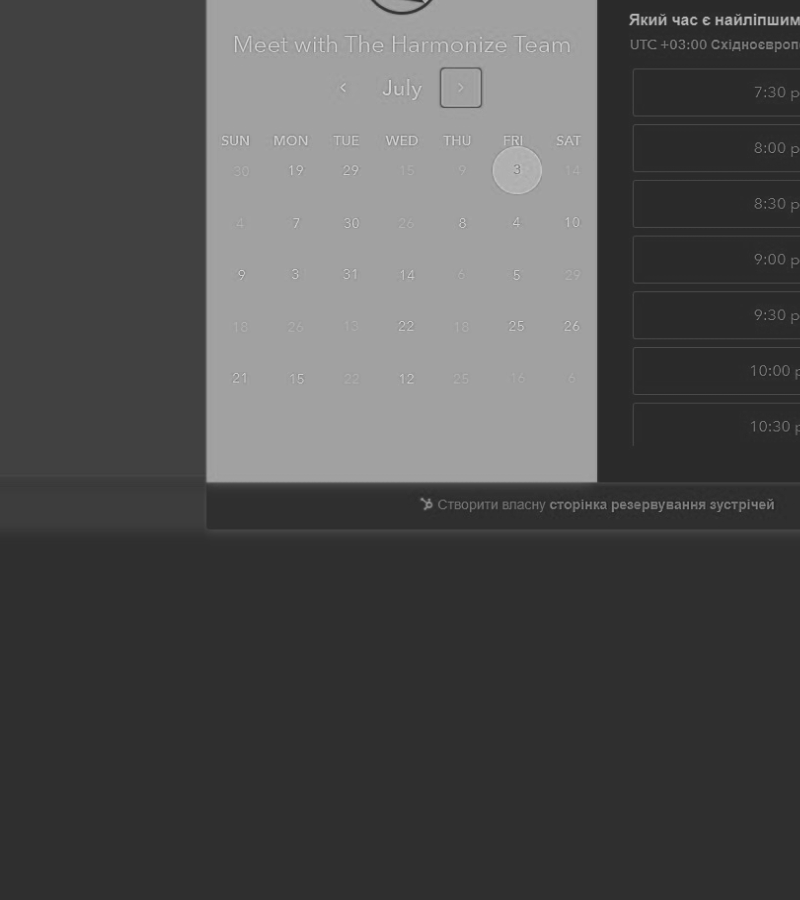 Meet with The Harmonize Team
July
SUN MON TUE WED THU FRI SAT
30 19 29 15 9 3 14
4 7 30 26 8 4 10
9 3 31 14 6 5 29
18 26 13 22 18 25 26
21 15 22 12 25 16 6
Який час є найліпшим
UTC +03:00 Східноєвроп
7:30 p
8:00 p
8:30 p
9:00 p
9:30 p
10:00 p
10:30 p
Створити власну сторінка резервування зустрічей